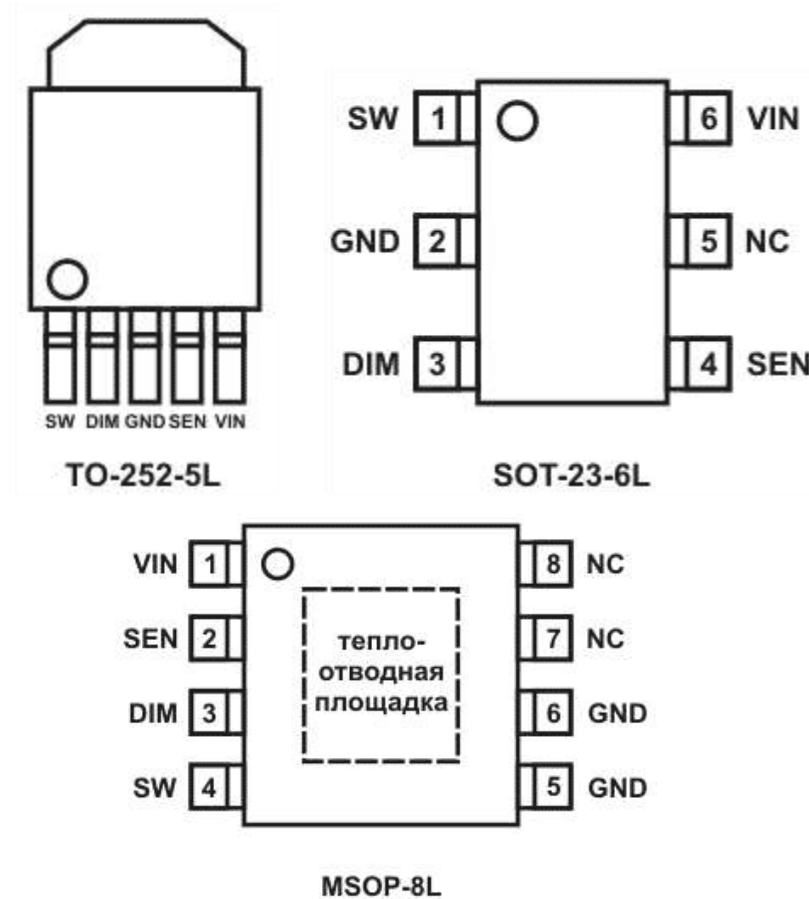 SW DIM GND SEN VIN
TO-252-5L
SW 1 6 VIN
GND 2 5 NC
DIM 3 4 SEN
SOT-23-6L
VIN 1 8 NC
SEN 2 7 NC
DIM 3 6 GND
SW 4 5 GND
тепло-
отводная
площадка
MSOP-8L